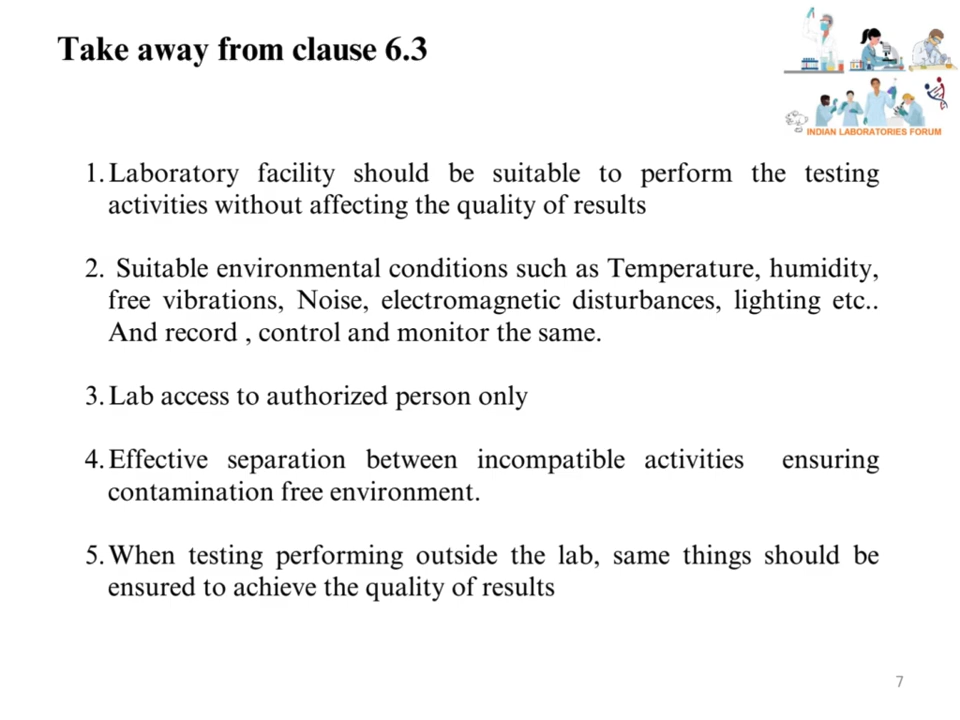 Take away from clause 6.3
INDIAN LABORATORIES FORUM
1. Laboratory facility should be suitable to perform the testing
activities without affecting the quality of results
2. Suitable environmental conditions such as Temperature, humidity,
free vibrations, Noise, electromagnetic disturbances, lighting etc..
And record , control and monitor the same.
3. Lab access to authorized person only
4. Effective separation between incompatible activities ensuring
contamination free environment.
5. When testing performing outside the lab, same things should be
ensured to achieve the quality of results
7